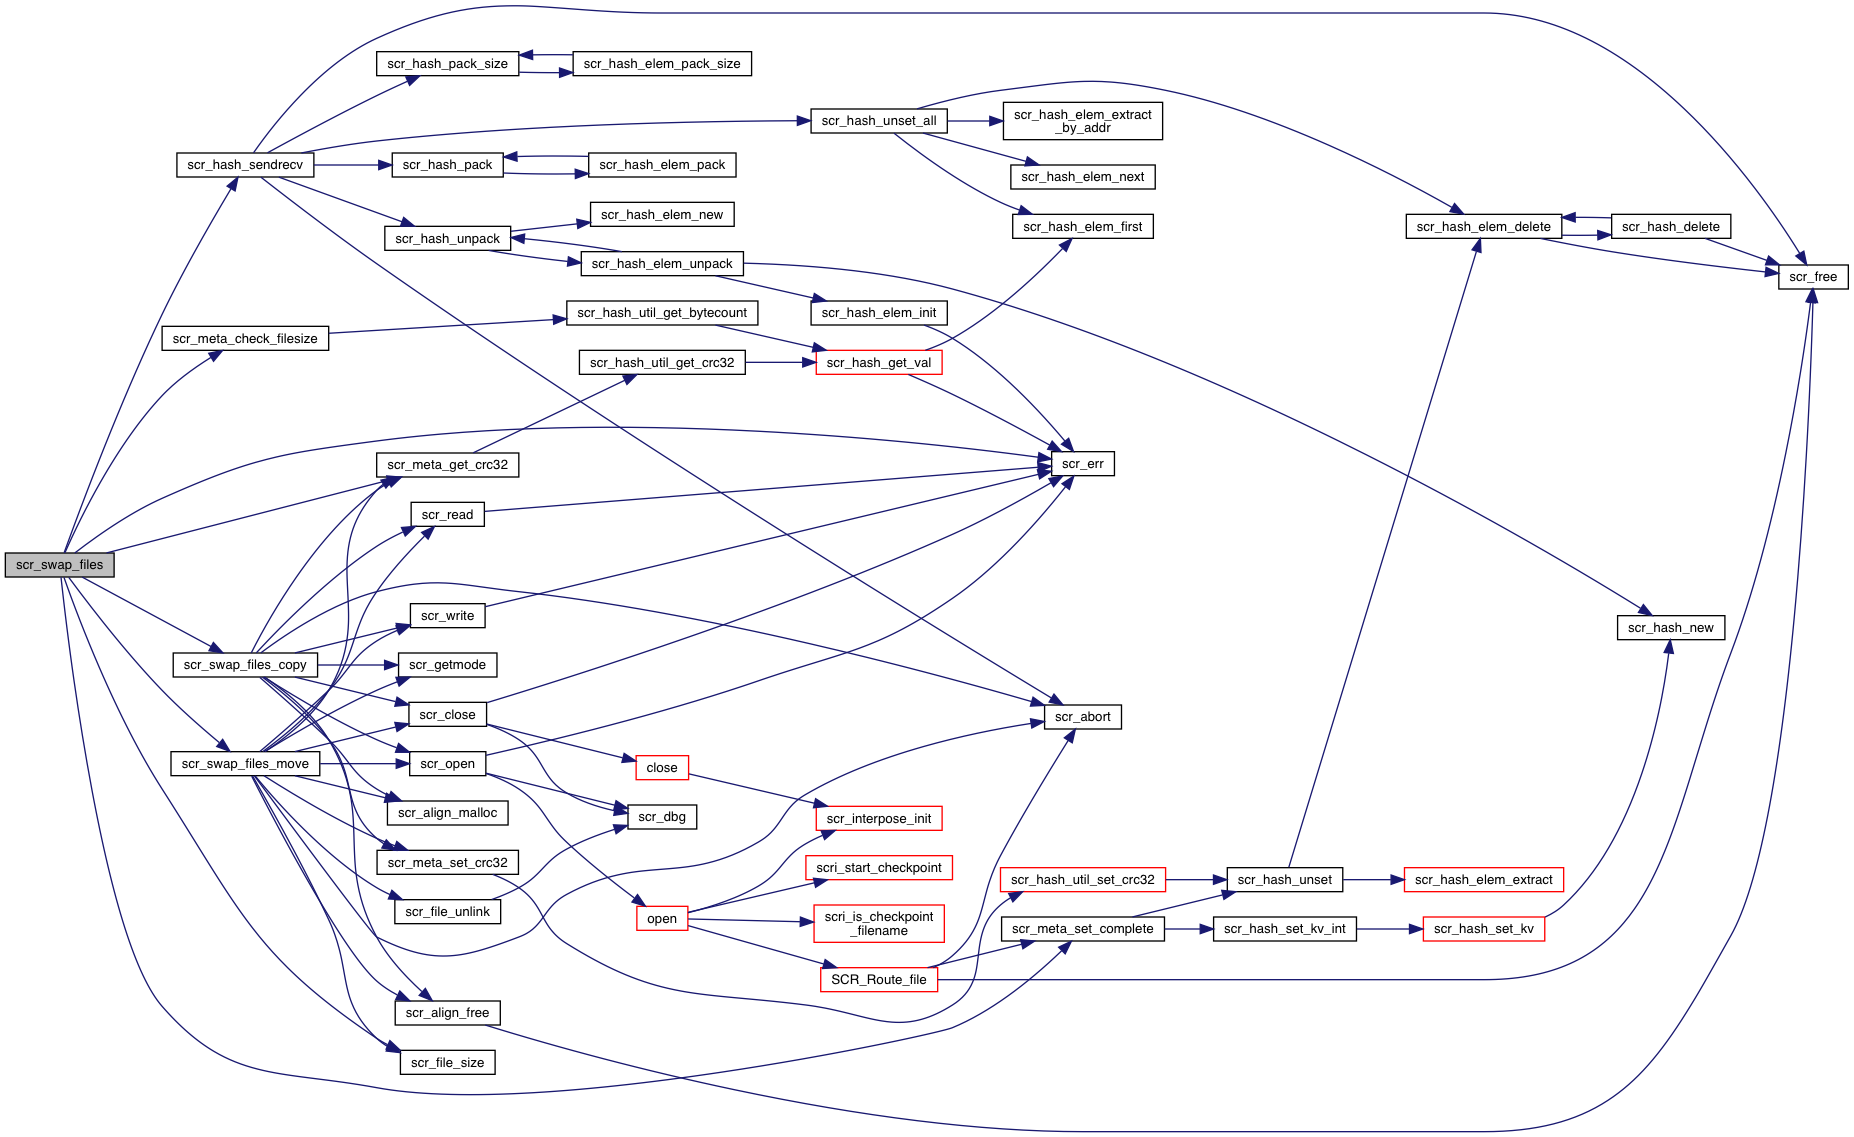 scr_swap_files
scr_hash_sendrecv
scr_meta_check_filesize
scr_swap_files_copy
scr_swap_files_move
scr_hash_pack_size
scr_hash_pack
scr_hash_unpack
scr_meta_get_crc32
scr_read
scr_write
scr_getmode
scr_close
scr_open
scr_align_malloc
scr_meta_set_crc32
scr_file_unlink
scr_align_free
scr_file_size
scr_hash_elem_pack_size
scr_hash_elem_pack
scr_hash_elem_new
scr_hash_elem_unpack
scr_hash_util_get_bytecount
scr_hash_util_get_crc32
close
scr_dbg
open
scr_hash_unset_all
scr_hash_elem_init
scr_hash_get_val
scr_interpose_init
scri_start_checkpoint
scri_is_checkpoint
_filename
SCR_Route_file
scr_hash_elem_extract
_by_addr
scr_hash_elem_next
scr_hash_elem_first
scr_err
scr_abort
scr_hash_util_set_crc32
scr_meta_set_complete
scr_hash_unset
scr_hash_set_kv_int
scr_hash_elem_delete
scr_hash_elem_extract
scr_hash_set_kv
scr_hash_delete
scr_hash_new
scr_free